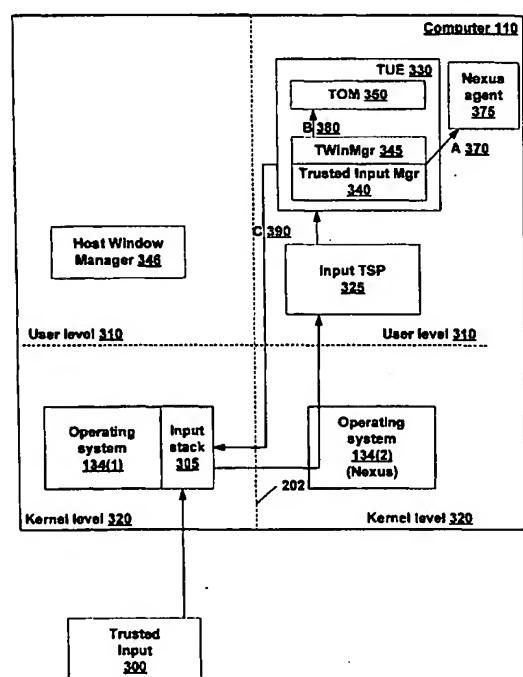 Computer 110
TUE 330
TOM 350
Nexus
agent
375
B 380
TWinMgr 345
A 370
Trusted Input Mgr
340
C 390
Host Window
Manager 346
Input TSP
325
User level 310
User level 310
Operating
system
134(1)
Input
stack
305
Operating
system
134(2)
(Nexus)
202
Kernel level 320
Kernel level 320
Trusted
Input
300